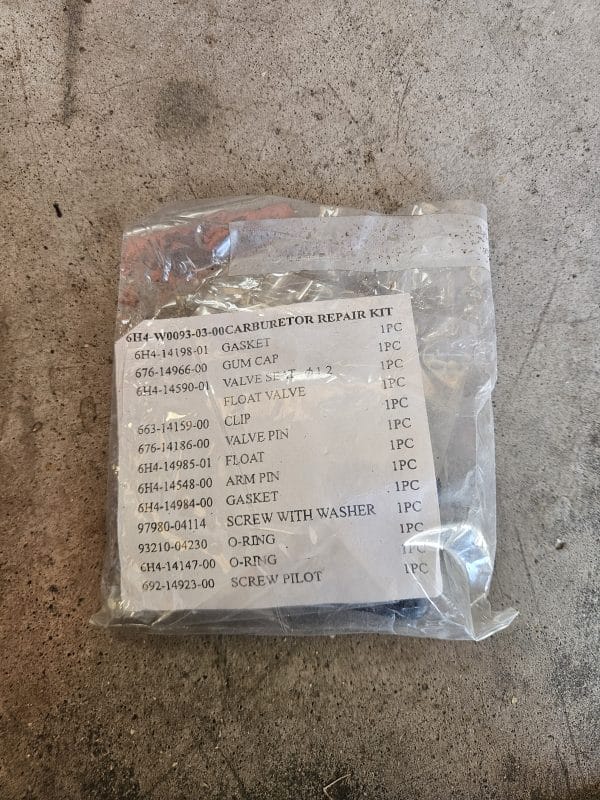 6H4-W0093-03-00CARBURETOR REPAIR KIT
6H4-14198-01 GASKET 1PC
676-14966-00 GUM CAP 1PC
6H4-14590-01 VALVE SEAT Φ1.2 1PC
FLOAT VALVE 1PC
663-14159-00 CLIP 1PC
676-14186-00 VALVE PIN 1PC
6H4-14985-01 FLOAT 1PC
6H4-14548-00 ARM PIN 1PC
6H4-14984-00 GASKET 1PC
97980-04114 SCREW WITH WASHER 1PC
93210-04230 O-RING 1PC
6H4-14147-00 O-RING 1PC
692-14923-00 SCREW PILOT 1PC